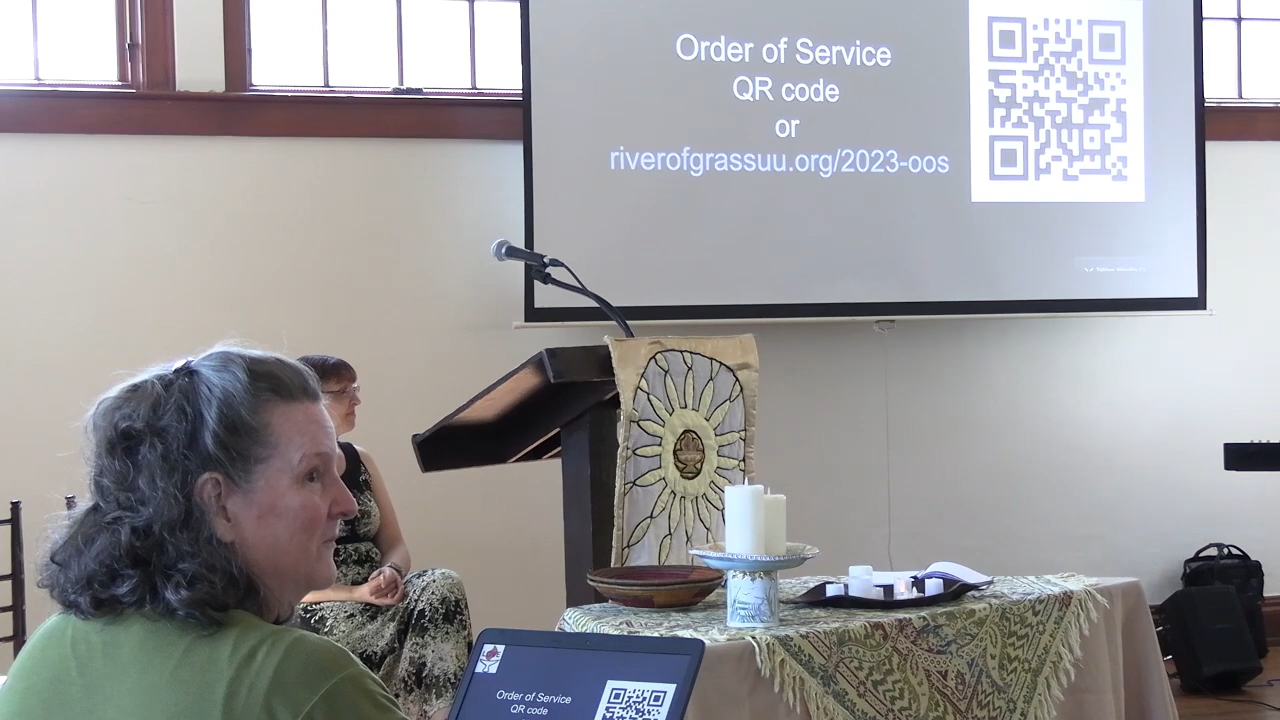 Order of Service
QR code
or
riverofgrassuu.org/2023-oos
Order of Service
QR code